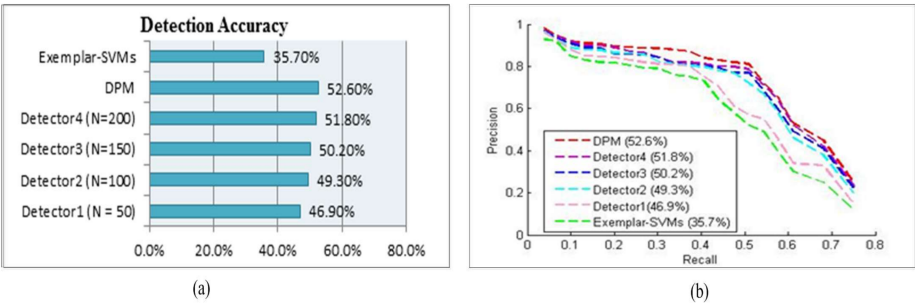 Detection Accuracy
Exemplar-SVMs 35.70%
DPM 52.60%
Detector4 (N=200) 51.80%
Detector3 (N=150) 50.20%
Detector2 (N=100) 49.30%
Detector1 (N = 50) 46.90%
0.0% 20.0% 40.0% 60.0% 80.0%
(a)
1
0.8
0.6
0.4
0.2
0
Precision
DPM (52.6%)
Detector4 (51.8%)
Detector3 (50.2%)
Detector2 (49.3%)
Detector1(46.9%)
Exemplar-SVMs (35.7%)
0 0.1 0.2 0.3 0.4 0.5 0.6 0.7 0.8
Recall
(b)